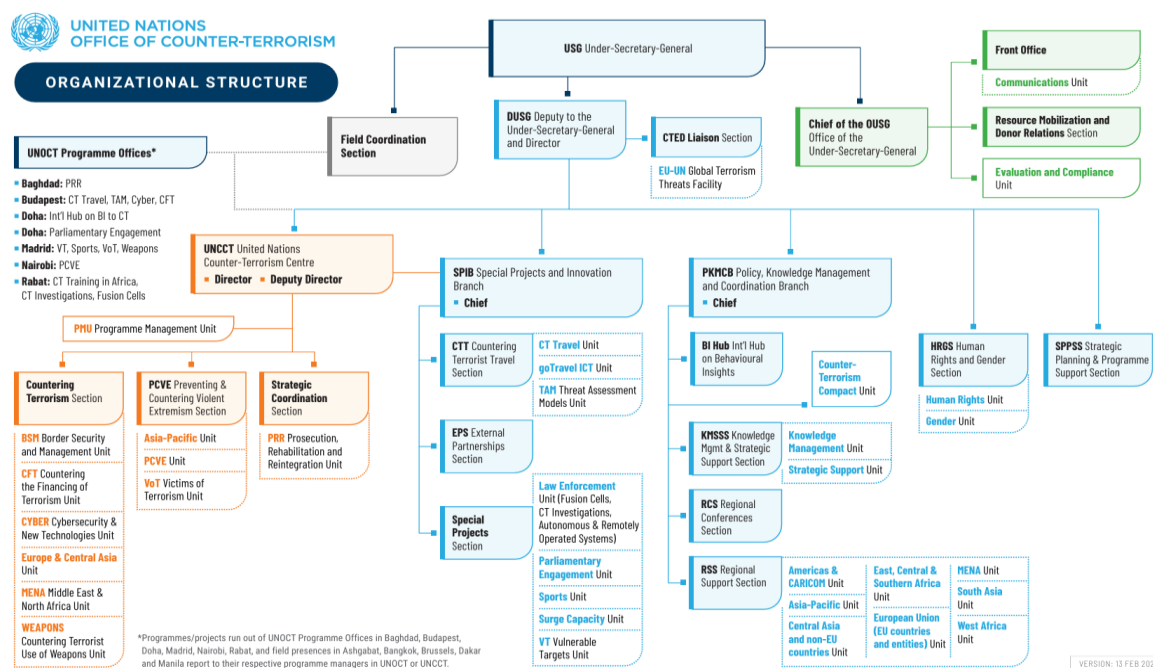 UNITED NATIONS
OFFICE OF COUNTER-TERRORISM
ORGANIZATIONAL STRUCTURE
USG Under-Secretary-General
Field Coordination
Section
DUSG Deputy to the
Under-Secretary-General
and Director
CTED Liaison Section
EU-UN Global Terrorism
Threats Facility
Chief of the OUSG
Office of the
Under-Secretary-General
Front Office
Communications Unit
Resource Mobilization and
Donor Relations Section
Evaluation and Compliance
Unit
UNOCT Programme Offices*
Baghdad: PRR
Budapest: CT Travel, TAM, Cyber, CFT
Doha: Int'l Hub on BI to CT
Doha: Parliamentary Engagement
Madrid: VT, Sports, VoT, Weapons
Nairobi: PCVE
Rabat: CT Training in Africa,
CT Investigations, Fusion Cells
UNCCT United Nations
Counter-Terrorism Centre
Director
Deputy Director
PMU Programme Management Unit
Countering
Terrorism Section
BSM Border Security
and Management Unit
CFT Countering
the Financing of
Terrorism Unit
CYBER Cybersecurity &
New Technologies Unit
Europe & Central Asia
Unit
MENA Middle East &
North Africa Unit
WEAPONS
Countering Terrorist
Use of Weapons Unit
PCVE Preventing &
Countering Violent
Extremism Section
Asia-Pacific Unit
PCVE Unit
VoT Victims of
Terrorism Unit
Strategic
Coordination
Section
PRR Prosecution,
Rehabilitation and
Reintegration Unit
SPIB Special Projects and Innovation
Branch
Chief
CTT Countering
Terrorist Travel
Section
CT Travel Unit
goTravel ICT Unit
TAM Threat Assessment
Models Unit
EPS External
Partnerships
Section
Special
Projects
Section
Law Enforcement
Unit (Fusion Cells,
CT Investigations,
Autonomous & Remotely
Operated Systems)
Parliamentary
Engagement Unit
Sports Unit
Surge Capacity Unit
VT Vulnerable
Targets Unit
PKMCB Policy, Knowledge Management
and Coordination Branch
Chief
BI Hub Int'l Hub
on Behavioural
Insights
Counter-
Terrorism
Compact Unit
KMSSS Knowledge
Mgmt & Strategic
Support Section
Knowledge
Management Unit
Strategic Support Unit
RCS Regional
Conferences
Section
RSS Regional
Support Section
Americas &
CARICOM Unit
Asia-Pacific Unit
Central Asia
and non-EU
countries Unit
East, Central &
Southern Africa
Unit
European Union
(EU countries
and entities) Unit
MENA Unit
South Asia
Unit
West Africa
Unit
HRGS Human
Rights and Gender
Section
Human Rights Unit
Gender Unit
SPPSS Strategic
Planning & Programme
Support Section
*Programmes/projects run out of UNOCT Programme Offices in Baghdad, Budapest,
Doha, Madrid, Nairobi, Rabat, and field presences in Ashgabat, Bangkok, Brussels, Dakar
and Manila report to their respective programme managers in UNOCT or UNCCT.
VERSION: 13 FEB